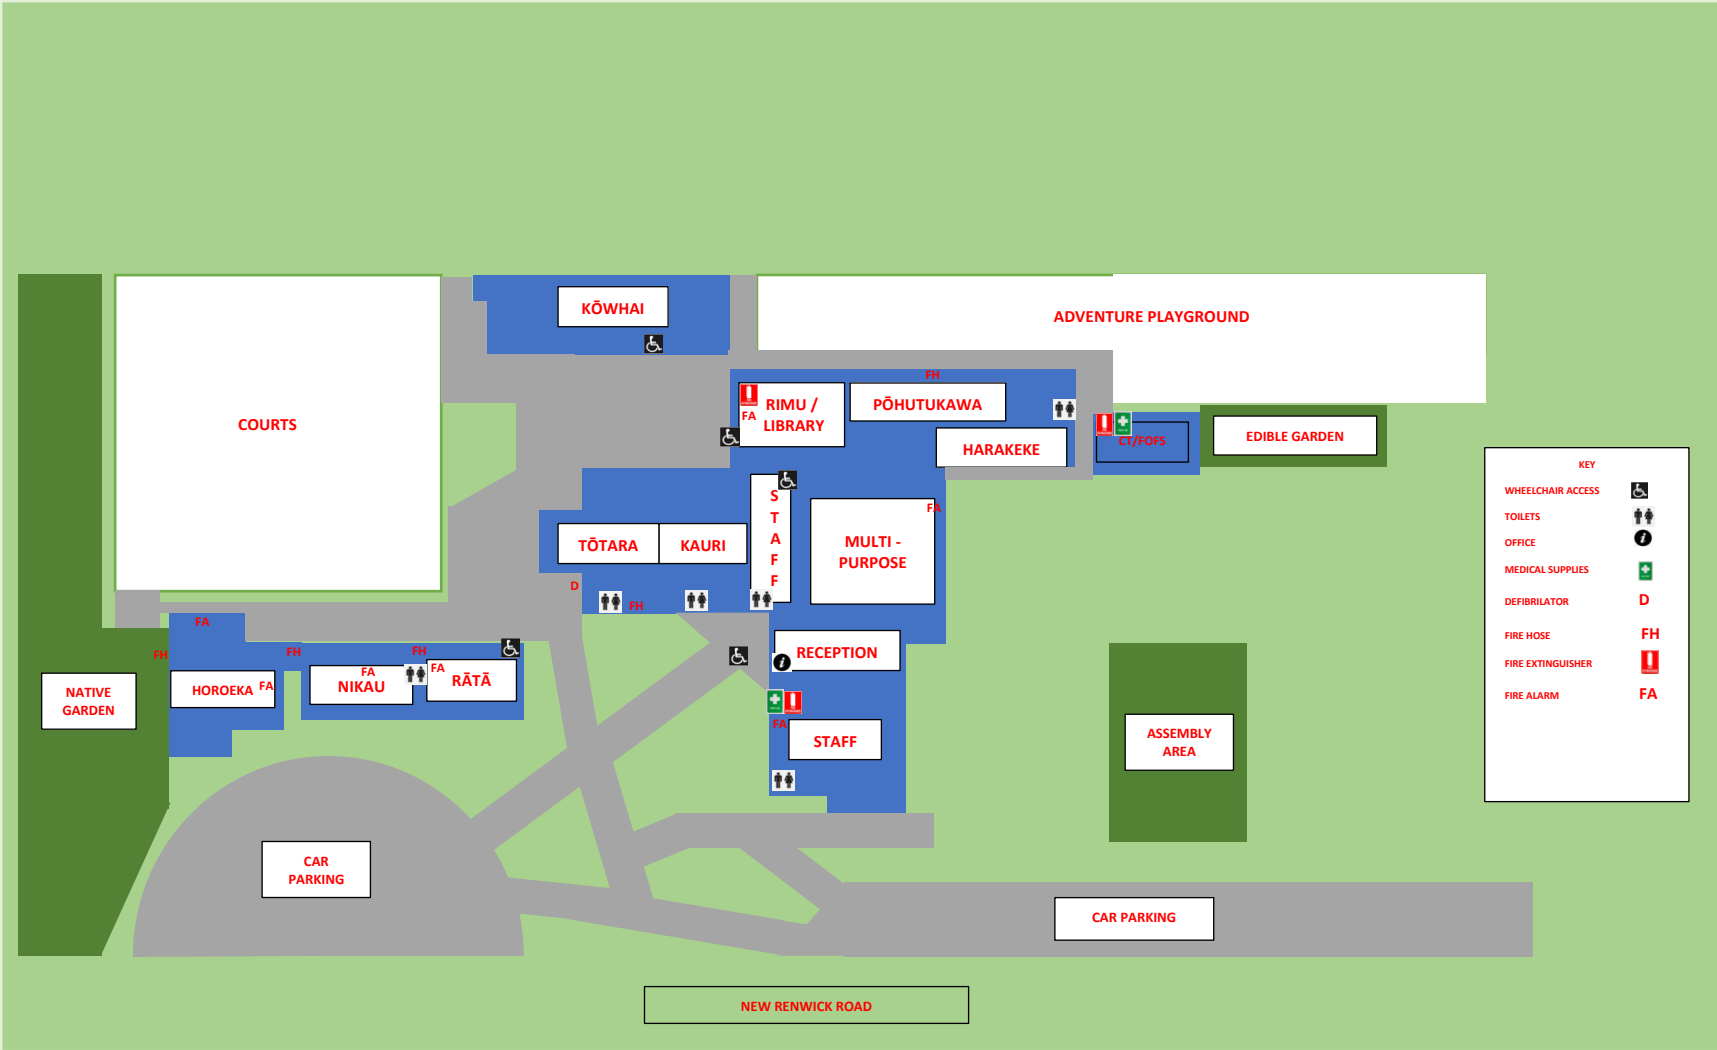 KŌWHAI
ADVENTURE PLAYGROUND
COURTS
FH
RIMU /
LIBRARY
FA
PŌHUTUKAWA
HARAKEKE
CT/FOFS
EDIBLE GARDEN
S
T
A
F
F
FA
MULTI -
PURPOSE
TŌTARA
KAURI
D
FH
FA
FH
FH
FH
HOROEKA
FA
FA
NIKAU
FA
RĀTĀ
NATIVE
GARDEN
RECEPTION
FA
STAFF
ASSEMBLY
AREA
CAR
PARKING
CAR PARKING
NEW RENWICK ROAD
KEY
WHEELCHAIR ACCESS
TOILETS
OFFICE
MEDICAL SUPPLIES
DEFIBRILATOR
D
FIRE HOSE
FH
FIRE EXTINGUISHER
FIRE ALARM
FA